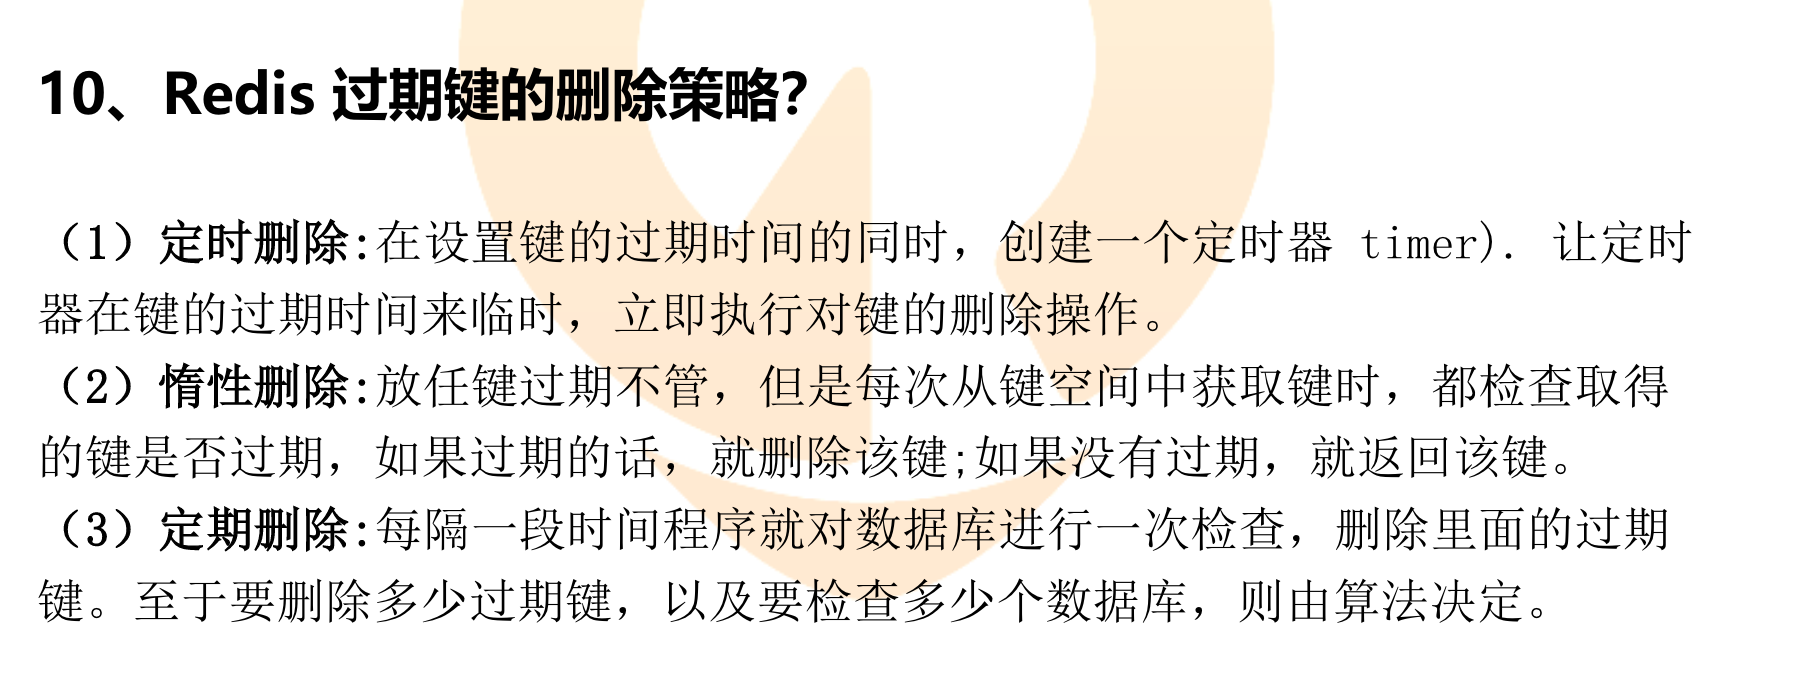 10、Redis 过期键的删除策略?
（1）定时删除:在设置键的过期时间的同时，创建一个定时器 timer). 让定时
器在键的过期时间来临时，立即执行对键的删除操作。
（2）惰性删除:放任键过期不管，但是每次从键空间中获取键时，都检查取得
的键是否过期，如果过期的话，就删除该键;如果没有过期，就返回该键。
（3）定期删除:每隔一段时间程序就对数据库进行一次检查，删除里面的过期
键。至于要删除多少过期键，以及要检查多少个数据库，则由算法决定。